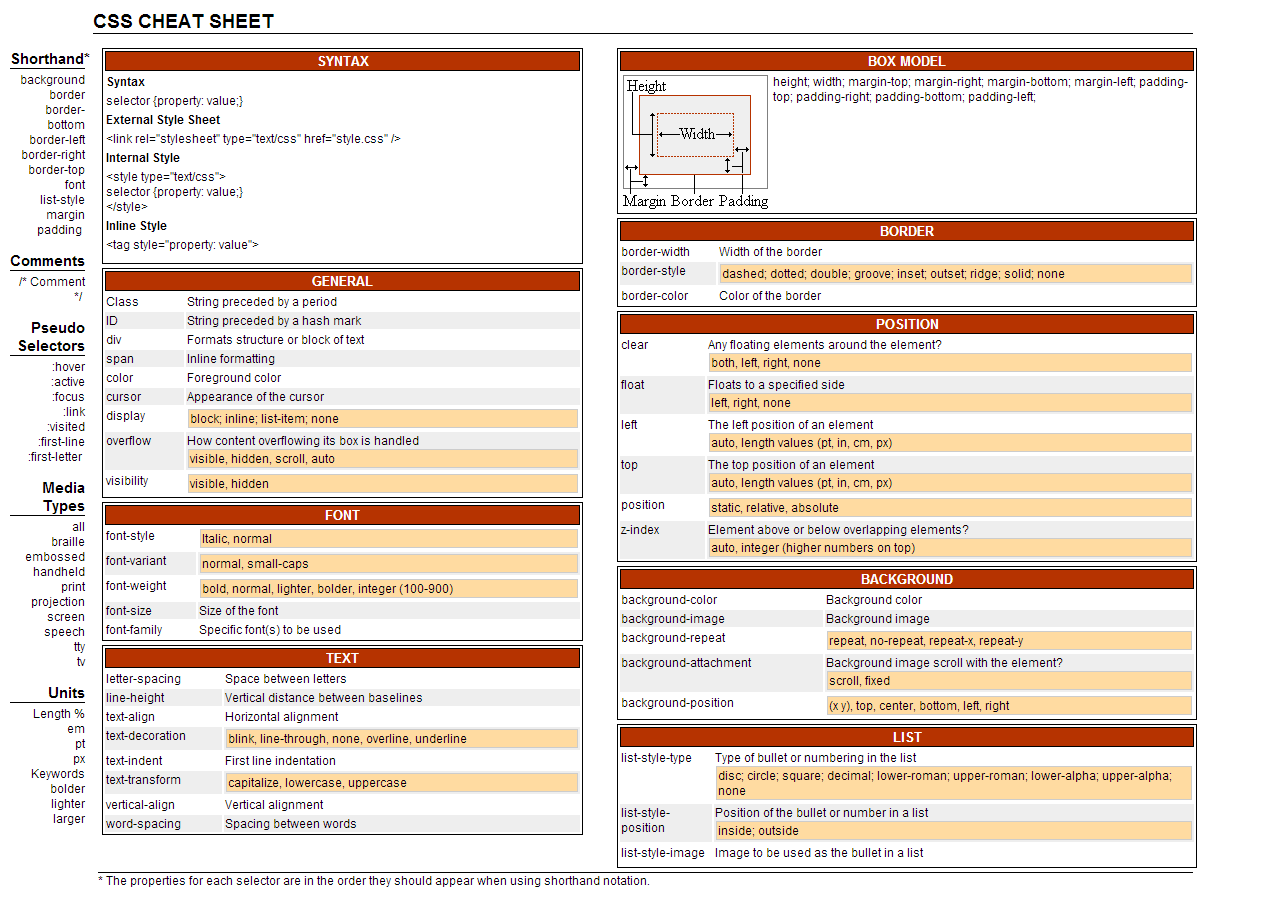 CSS CHEAT SHEET
Shorthand*
background
border
border-
bottom
border-left
border-right
border-top
font
list-style
margin
padding
Comments
/* Comment
*/
Pseudo
Selectors
:hover
:active
:focus
:link
:visited
:first-line
:first-letter
Media
Types
all
braille
embossed
handheld
print
projection
screen
speech
tty
tv
Units
Length %
em
pt
px
Keywords
bolder
lighter
larger
SYNTAX
Syntax
selector {property: value;}
External Style Sheet
<link rel="stylesheet" type="text/css" href="style.css" />
Internal Style
<style type="text/css">
selector {property: value;}
</style>
Inline Style
<tag style="property: value">
GENERAL
Class String preceded by a period
ID String preceded by a hash mark
div Formats structure or block of text
span Inline formatting
color Foreground color
cursor Appearance of the cursor
display block; inline; list-item; none
overflow How content overflowing its box is handled
visible, hidden, scroll, auto
visibility visible, hidden
FONT
font-style Italic, normal
font-variant normal, small-caps
font-weight bold, normal, lighter, bolder, integer (100-900)
font-size Size of the font
font-family Specific font(s) to be used
TEXT
letter-spacing Space between letters
line-height Vertical distance between baselines
text-align Horizontal alignment
text-decoration blink, line-through, none, overline, underline
text-indent First line indentation
text-transform capitalize, lowercase, uppercase
vertical-align Vertical alignment
word-spacing Spacing between words
BOX MODEL
Height
Width
Margin Border Padding
height; width; margin-top; margin-right; margin-bottom; margin-left; padding-
top; padding-right; padding-bottom; padding-left;
BORDER
border-width Width of the border
border-style dashed; dotted; double; groove; inset; outset; ridge; solid; none
border-color Color of the border
POSITION
clear Any floating elements around the element?
both, left, right, none
float Floats to a specified side
left, right, none
left The left position of an element
auto, length values (pt, in, cm, px)
top The top position of an element
auto, length values (pt, in, cm, px)
position static, relative, absolute
z-index Element above or below overlapping elements?
auto, integer (higher numbers on top)
BACKGROUND
background-color Background color
background-image Background image
background-repeat repeat, no-repeat, repeat-x, repeat-y
background-attachment Background image scroll with the element?
scroll, fixed
background-position (x y), top, center, bottom, left, right
LIST
list-style-type Type of bullet or numbering in the list
disc; circle; square; decimal; lower-roman; upper-roman; lower-alpha; upper-alpha;
none
list-style- Position of the bullet or number in a list
position inside; outside
list-style-image Image to be used as the bullet in a list
* The properties for each selector are in the order they should appear when using shorthand notation.